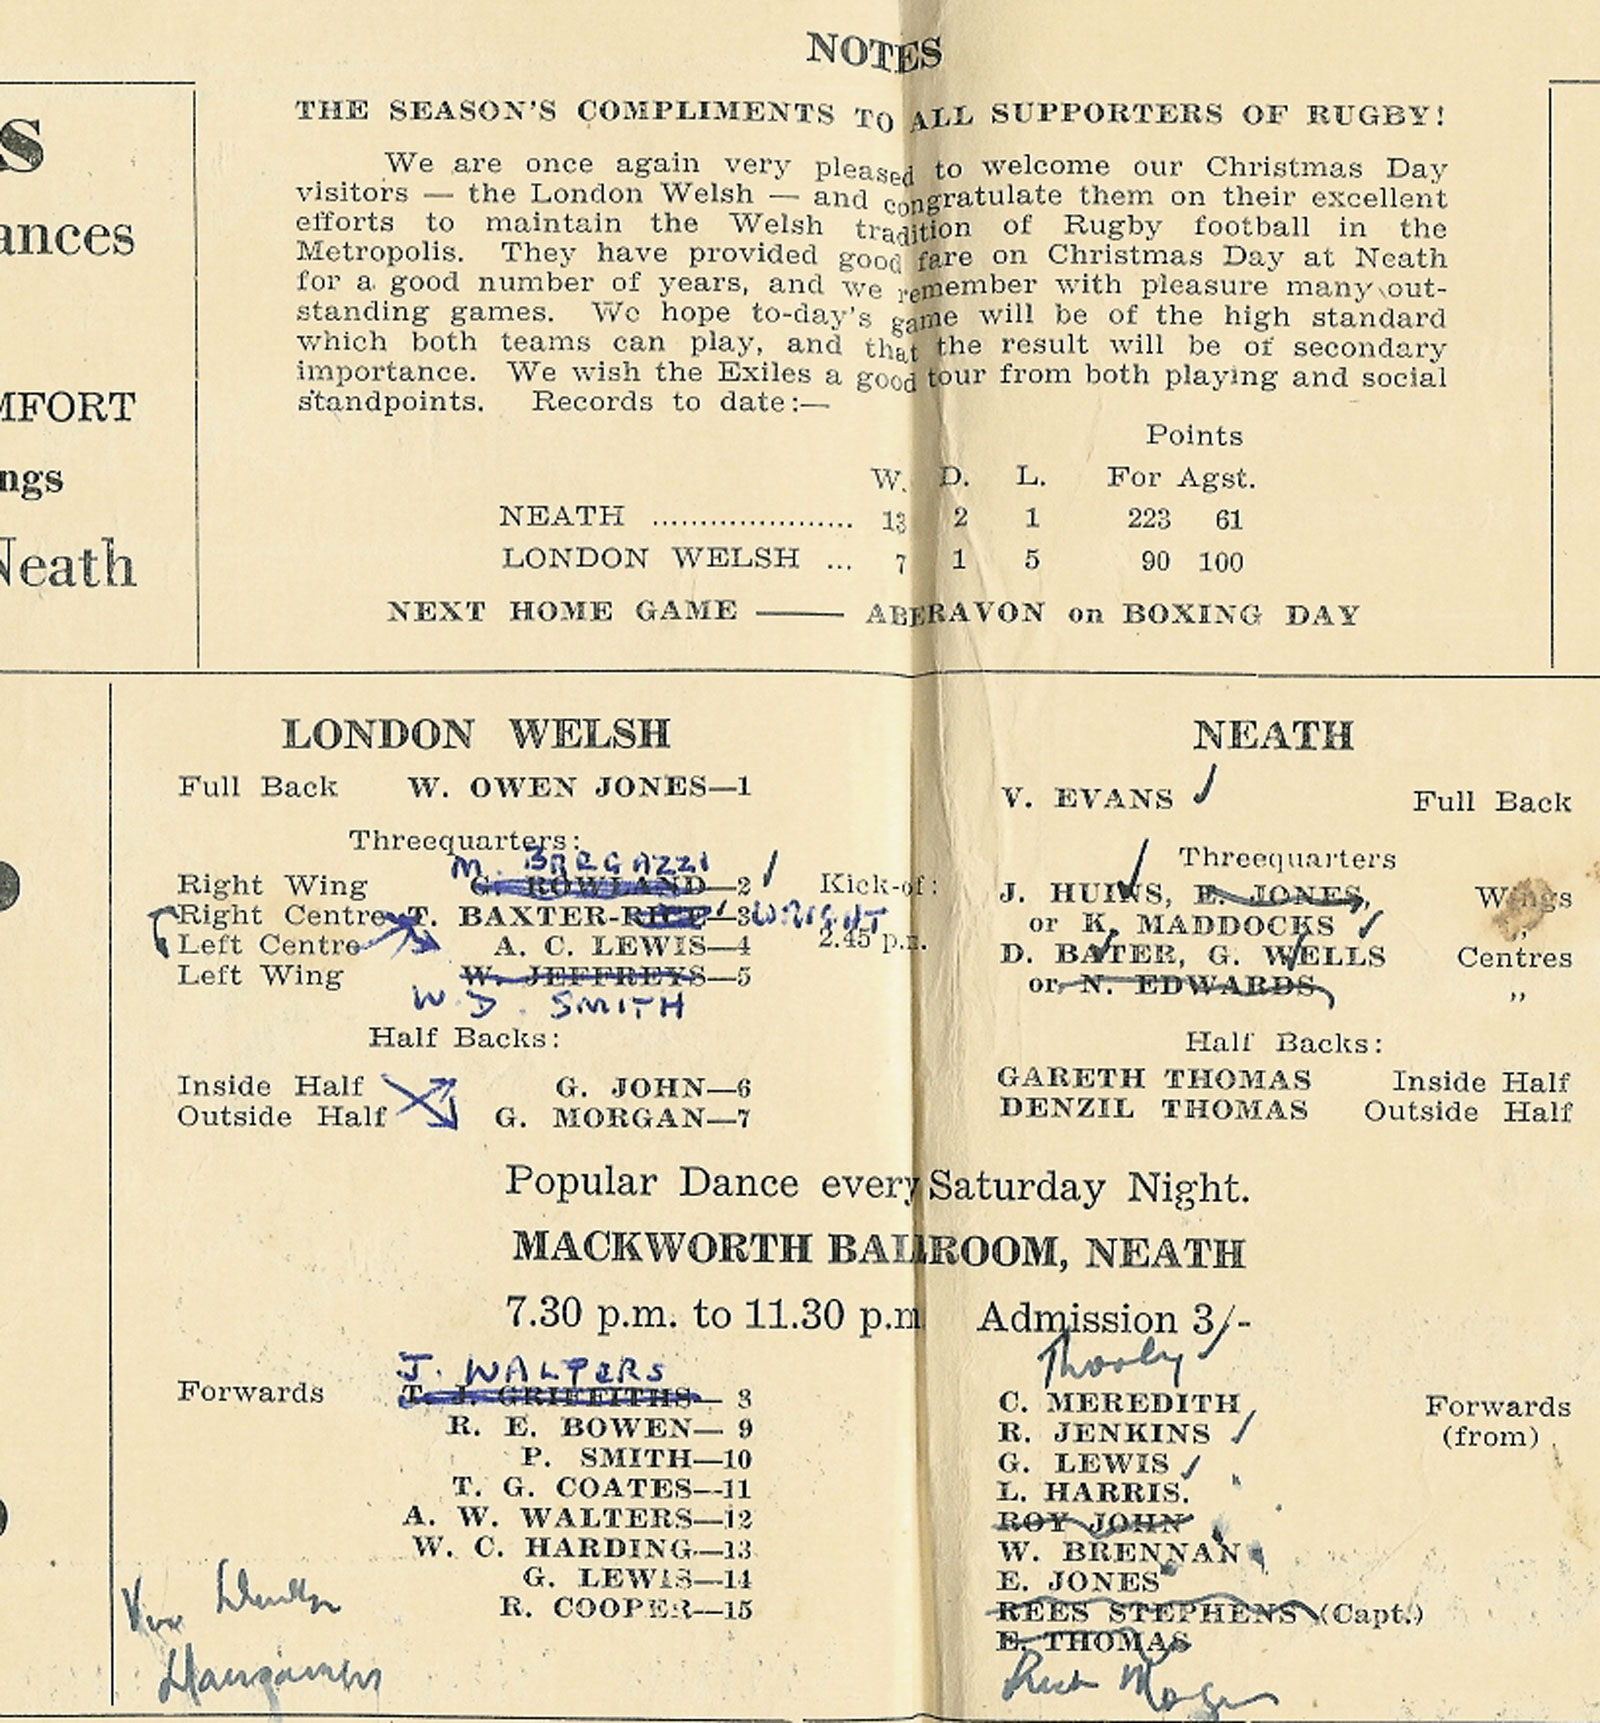 NOTES
THE SEASON'S COMPLIMENTS TO ALL SUPPORTERS OF RUGBY!
We are once again very pleased to welcome our Christmas Day
visitors — the London Welsh — and congratulate them on their excellent
efforts to maintain the Welsh tradition of Rugby football in the
Metropolis. They have provided good fare on Christmas Day at Neath
for a good number of years, and we remember with pleasure many out-
standing games. We hope to-day's game will be of the high standard
which both teams can play, and that the result will be of secondary
importance. We wish the Exiles a good tour from both playing and social
standpoints. Records to date:—
Points
W. D. L. For Agst.
NEATH ..................... 13 2 1 223 61
LONDON WELSH ... 7 1 5 90 100
NEXT HOME GAME —— ABERAVON on BOXING DAY
S
ances
MFORT
ngs
Neath
LONDON WELSH
Full Back W. OWEN JONES—1
Threequarters:
M. BREGAZZI
Right Wing G. ROWLAND—2
Right Centre T. BAXTER-RICE—3 WRIGHT
Left Centre A. C. LEWIS—4
Left Wing W. JEFFREYS—5
W. D. SMITH
Half Backs:
Inside Half G. JOHN—6
Outside Half G. MORGAN—7
Kick-of:
2.45 p.m.
NEATH
V. EVANS Full Back
Threequarters
J. HUINS, E. JONES, Wings
or K. MADDOCKS ,,
D. BATER, G. WELLS Centres
or N. EDWARDS ,,
Half Backs:
GARETH THOMAS Inside Half
DENZIL THOMAS Outside Half
Popular Dance every Saturday Night.
MACKWORTH BALLROOM, NEATH
7.30 p.m. to 11.30 p.m Admission 3/-
J. WALTERS
Forwards T. J. GRIFFITHS— 8
R. E. BOWEN— 9
P. SMITH—10
T. G. COATES—11
A. W. WALTERS—12
W. C. HARDING—13
G. LEWIS—14
R. COOPER—15
C. MEREDITH Forwards
R. JENKINS (from)
G. LEWIS
L. HARRIS.
ROY JOHN
W. BRENNAN
E. JONES
REES STEPHENS (Capt.)
E. THOMAS